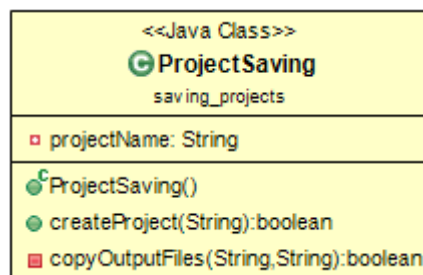 <<Java Class>>
ProjectSaving
saving_projects
projectName: String
ProjectSaving()
createProject(String):boolean
copyOutputFiles(String,String):boolean